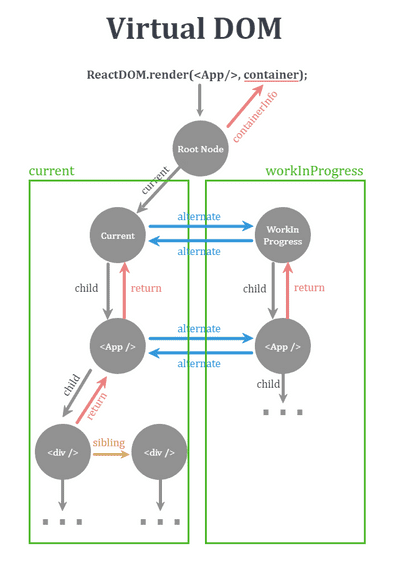 Virtual DOM
ReactDOM.render(<App/>, container);
containerInfo
Root Node
current
current
workInProgress
alternate
Current
WorkIn
Progress
alternate
child
return
child
return
alternate
<App />
<App />
alternate
child
child
return
sibling
<div />
<div />